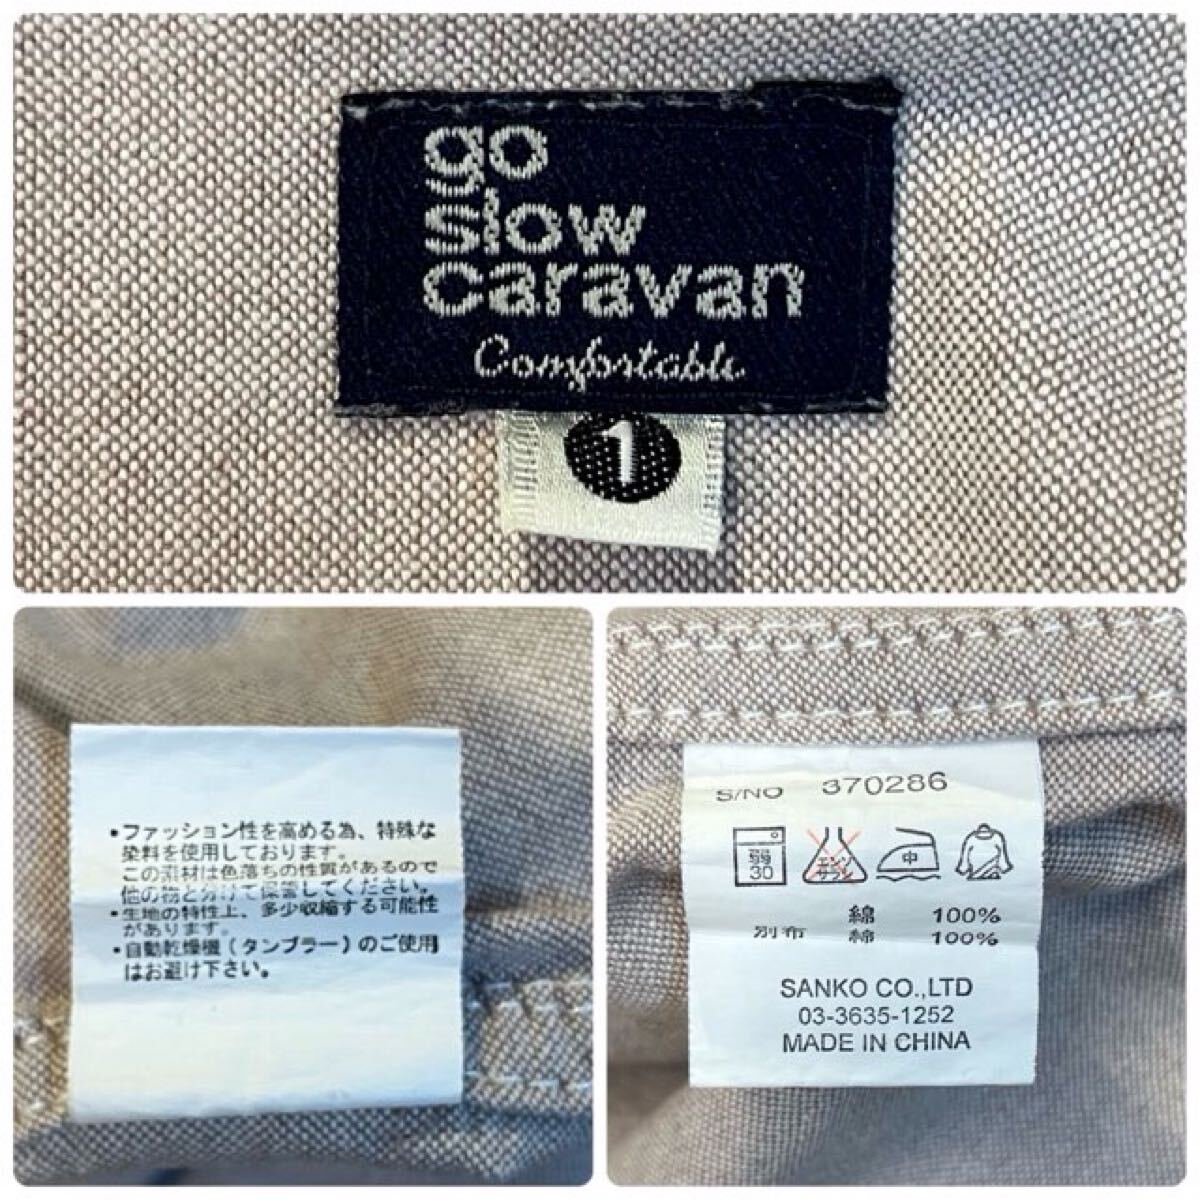 go
slow
caravan
Comfortable
1
•ファッション性を高める為、特殊な
染料を使用しております。
この素材は色落ちの性質があるので
他の物と分けて保管してください。
•生地の特性上、多少収縮する可能性
があります。
•自動乾燥機(タンブラー)のご使用
はお避け下さい。
S/NO 370286
弱
30
エンソ
サラシ
中
綿 100%
別布 綿 100%
SANKO CO.,LTD
03-3635-1252
MADE IN CHINA